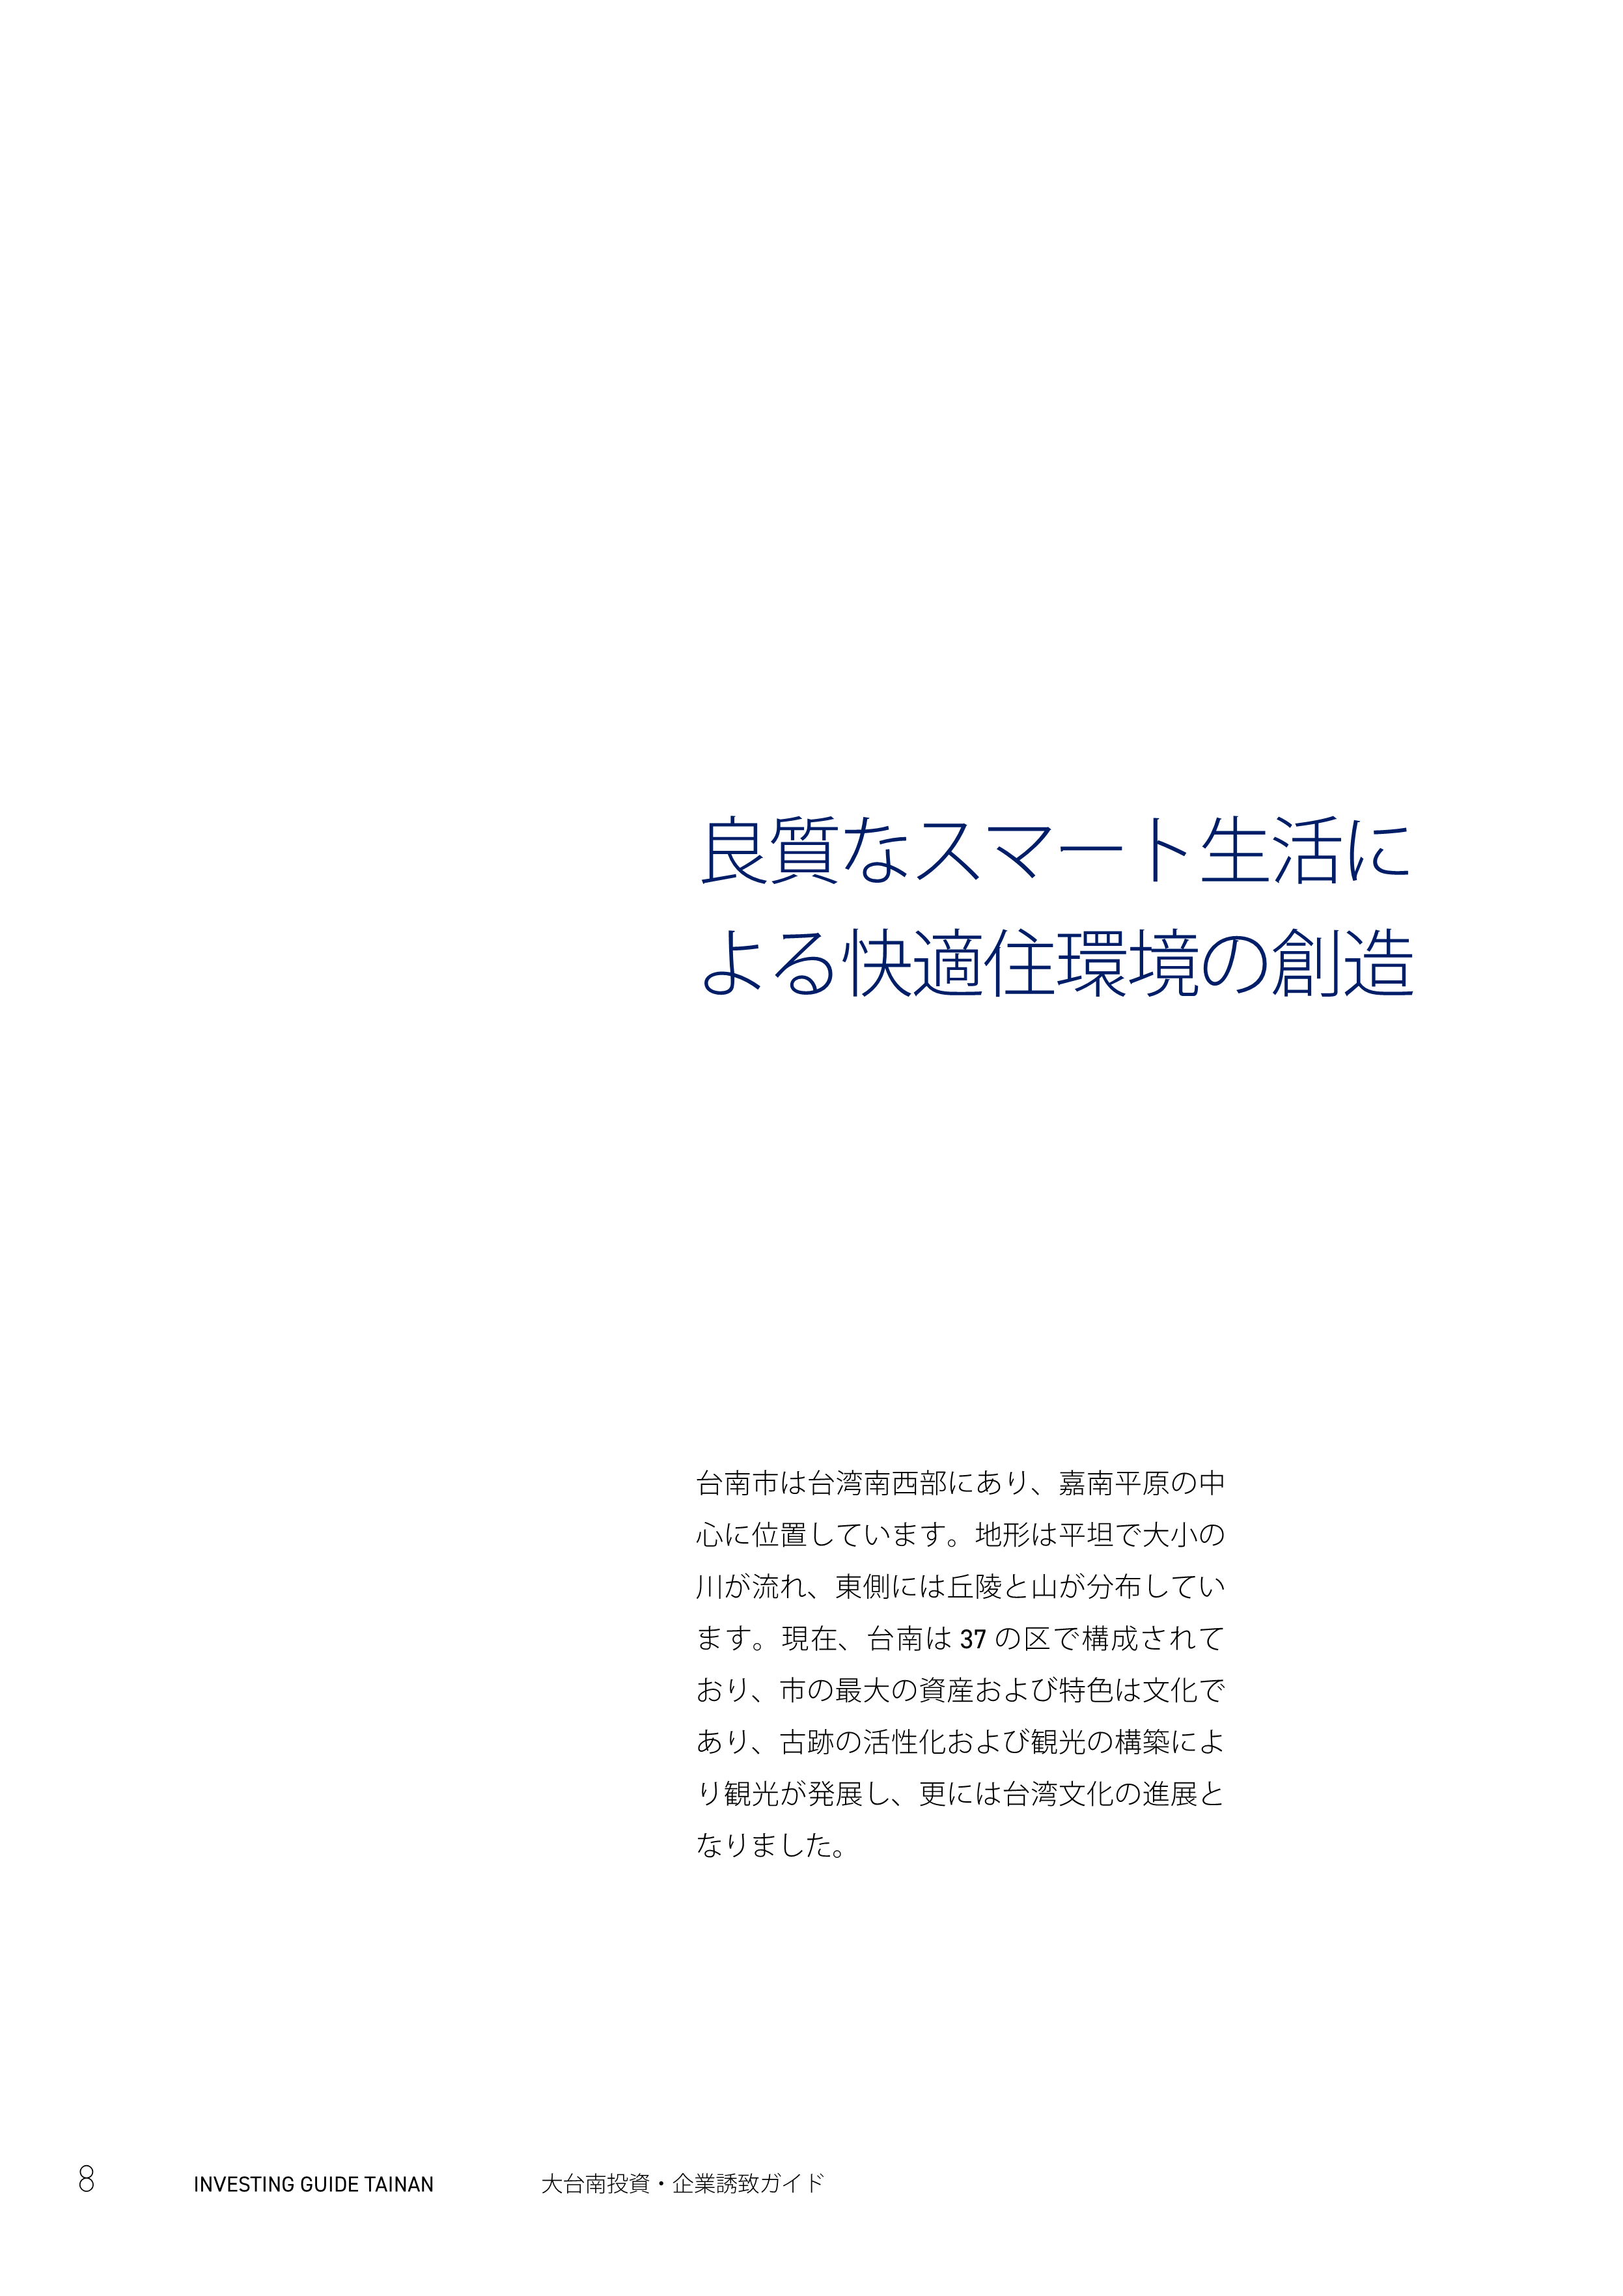 良質なスマート生活に
よる快適住環境の創造
台南市は台湾南西部にあり、嘉南平原の中
心に位置しています。地形は平坦で大小の
川が流れ、東側には丘陵と山が分布してい
ます。現在、台南は 37 の区で構成されて
おり、市の最大の資産および特色は文化で
あり、古跡の活性化および観光の構築によ
り観光が発展し、更には台湾文化の進展と
なりました。
8 INVESTING GUIDE TAINAN 大台南投資・企業誘致ガイド